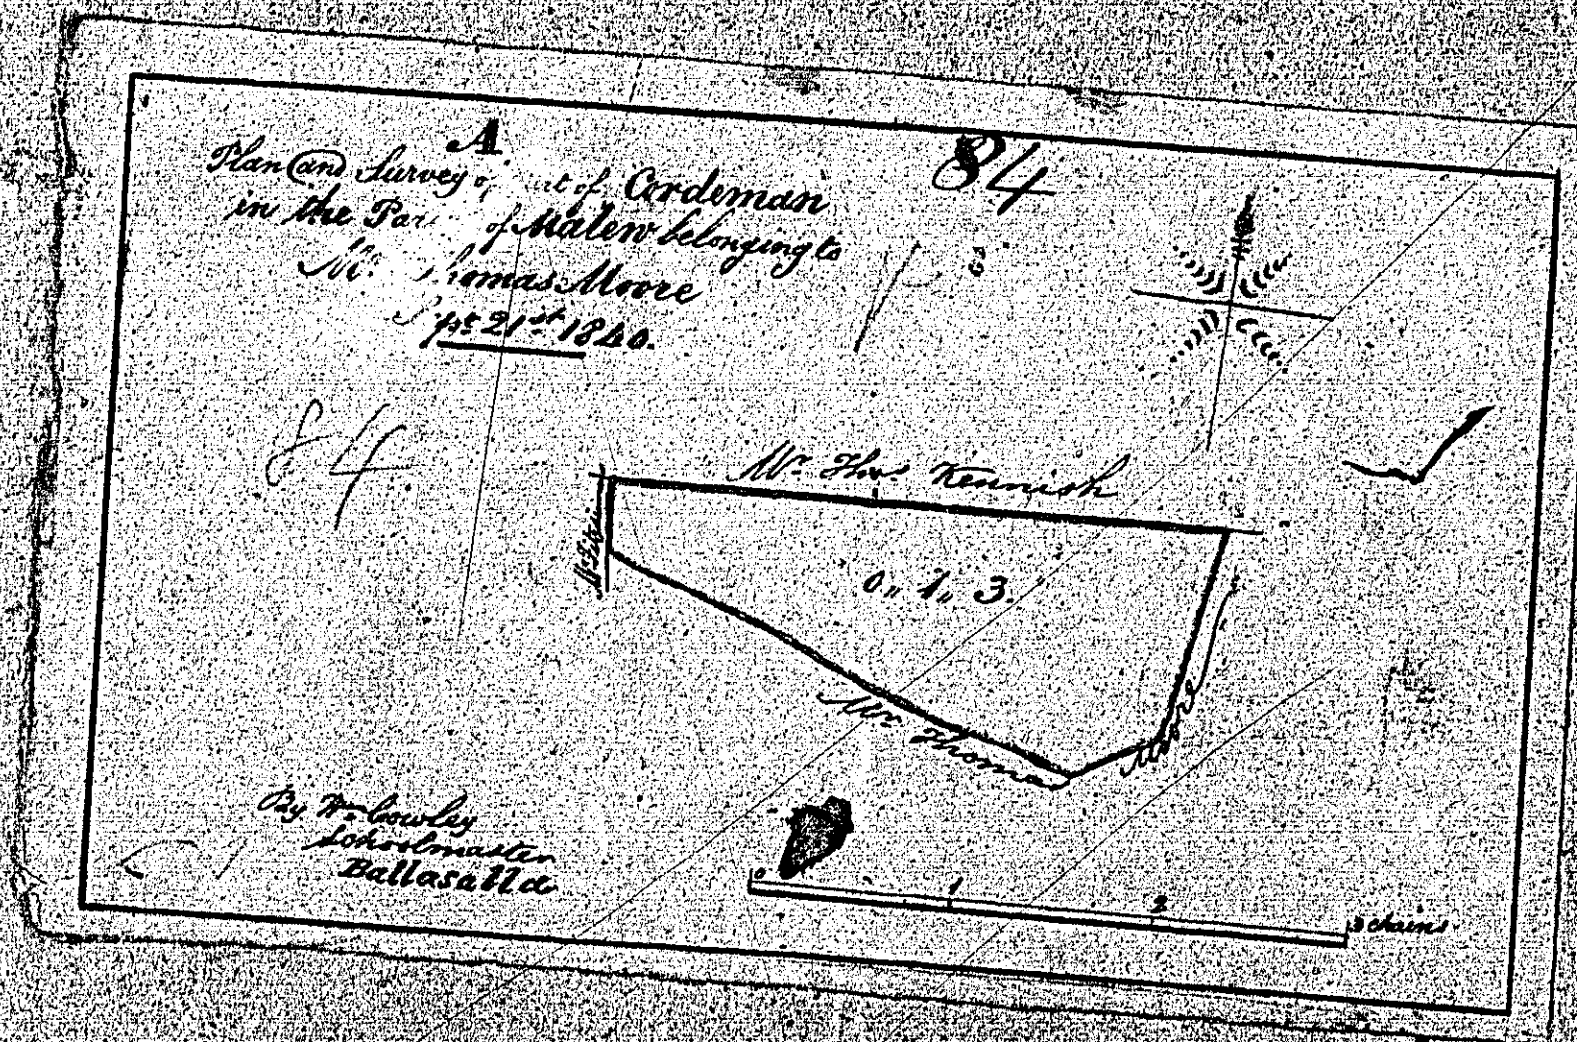 A
84
Plan and Survey of of Cordeman
in the of Malew belonging to
Mr Thomas Moore
21st 1840.
84
Mr Thos Kennish
0,, 1,, 3.
Mr Thomas
Moore
By Wm Cowley
Schoolmaster
Ballasalla
0 1 2 3 chains